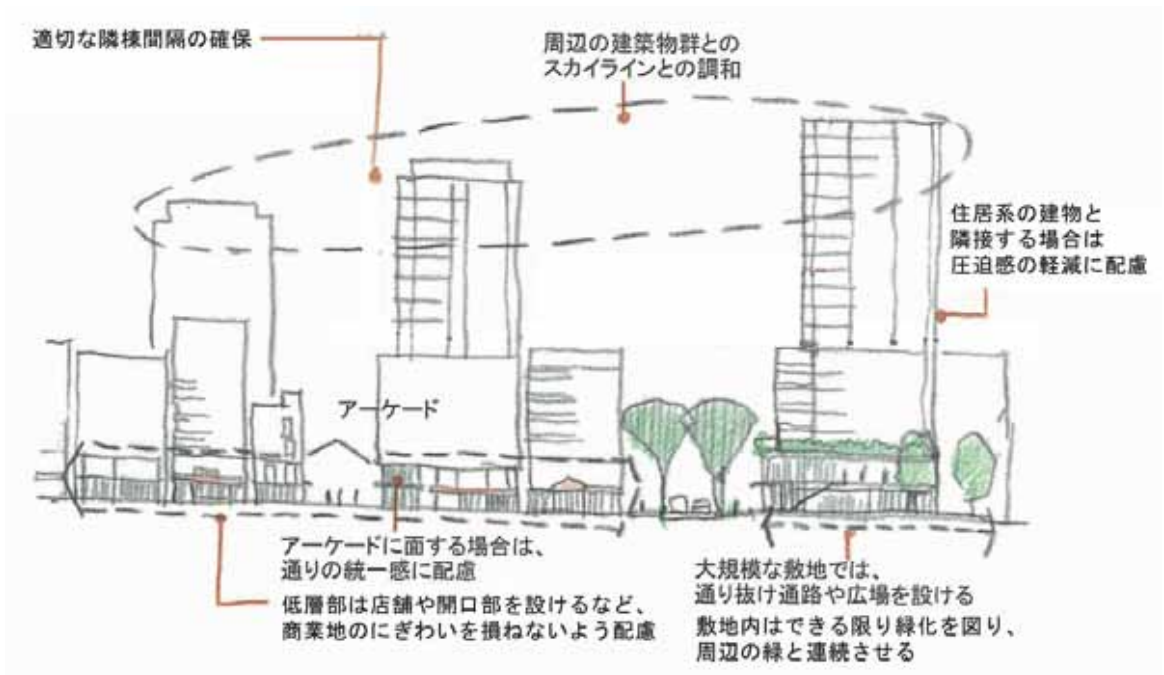 適切な隣棟間隔の確保
周辺の建築物群との
スカイラインとの調和
住居系の建物と
隣接する場合は
圧迫感の軽減に配慮
アーケード
アーケードに面する場合は、
通りの統一感に配慮
低層部は店舗や開口部を設けるなど、
商業地のにぎわいを損ねないよう配慮
大規模な敷地では、
通り抜け通路や広場を設ける
敷地内はできる限り緑化を図り、
周辺の緑と連続させる